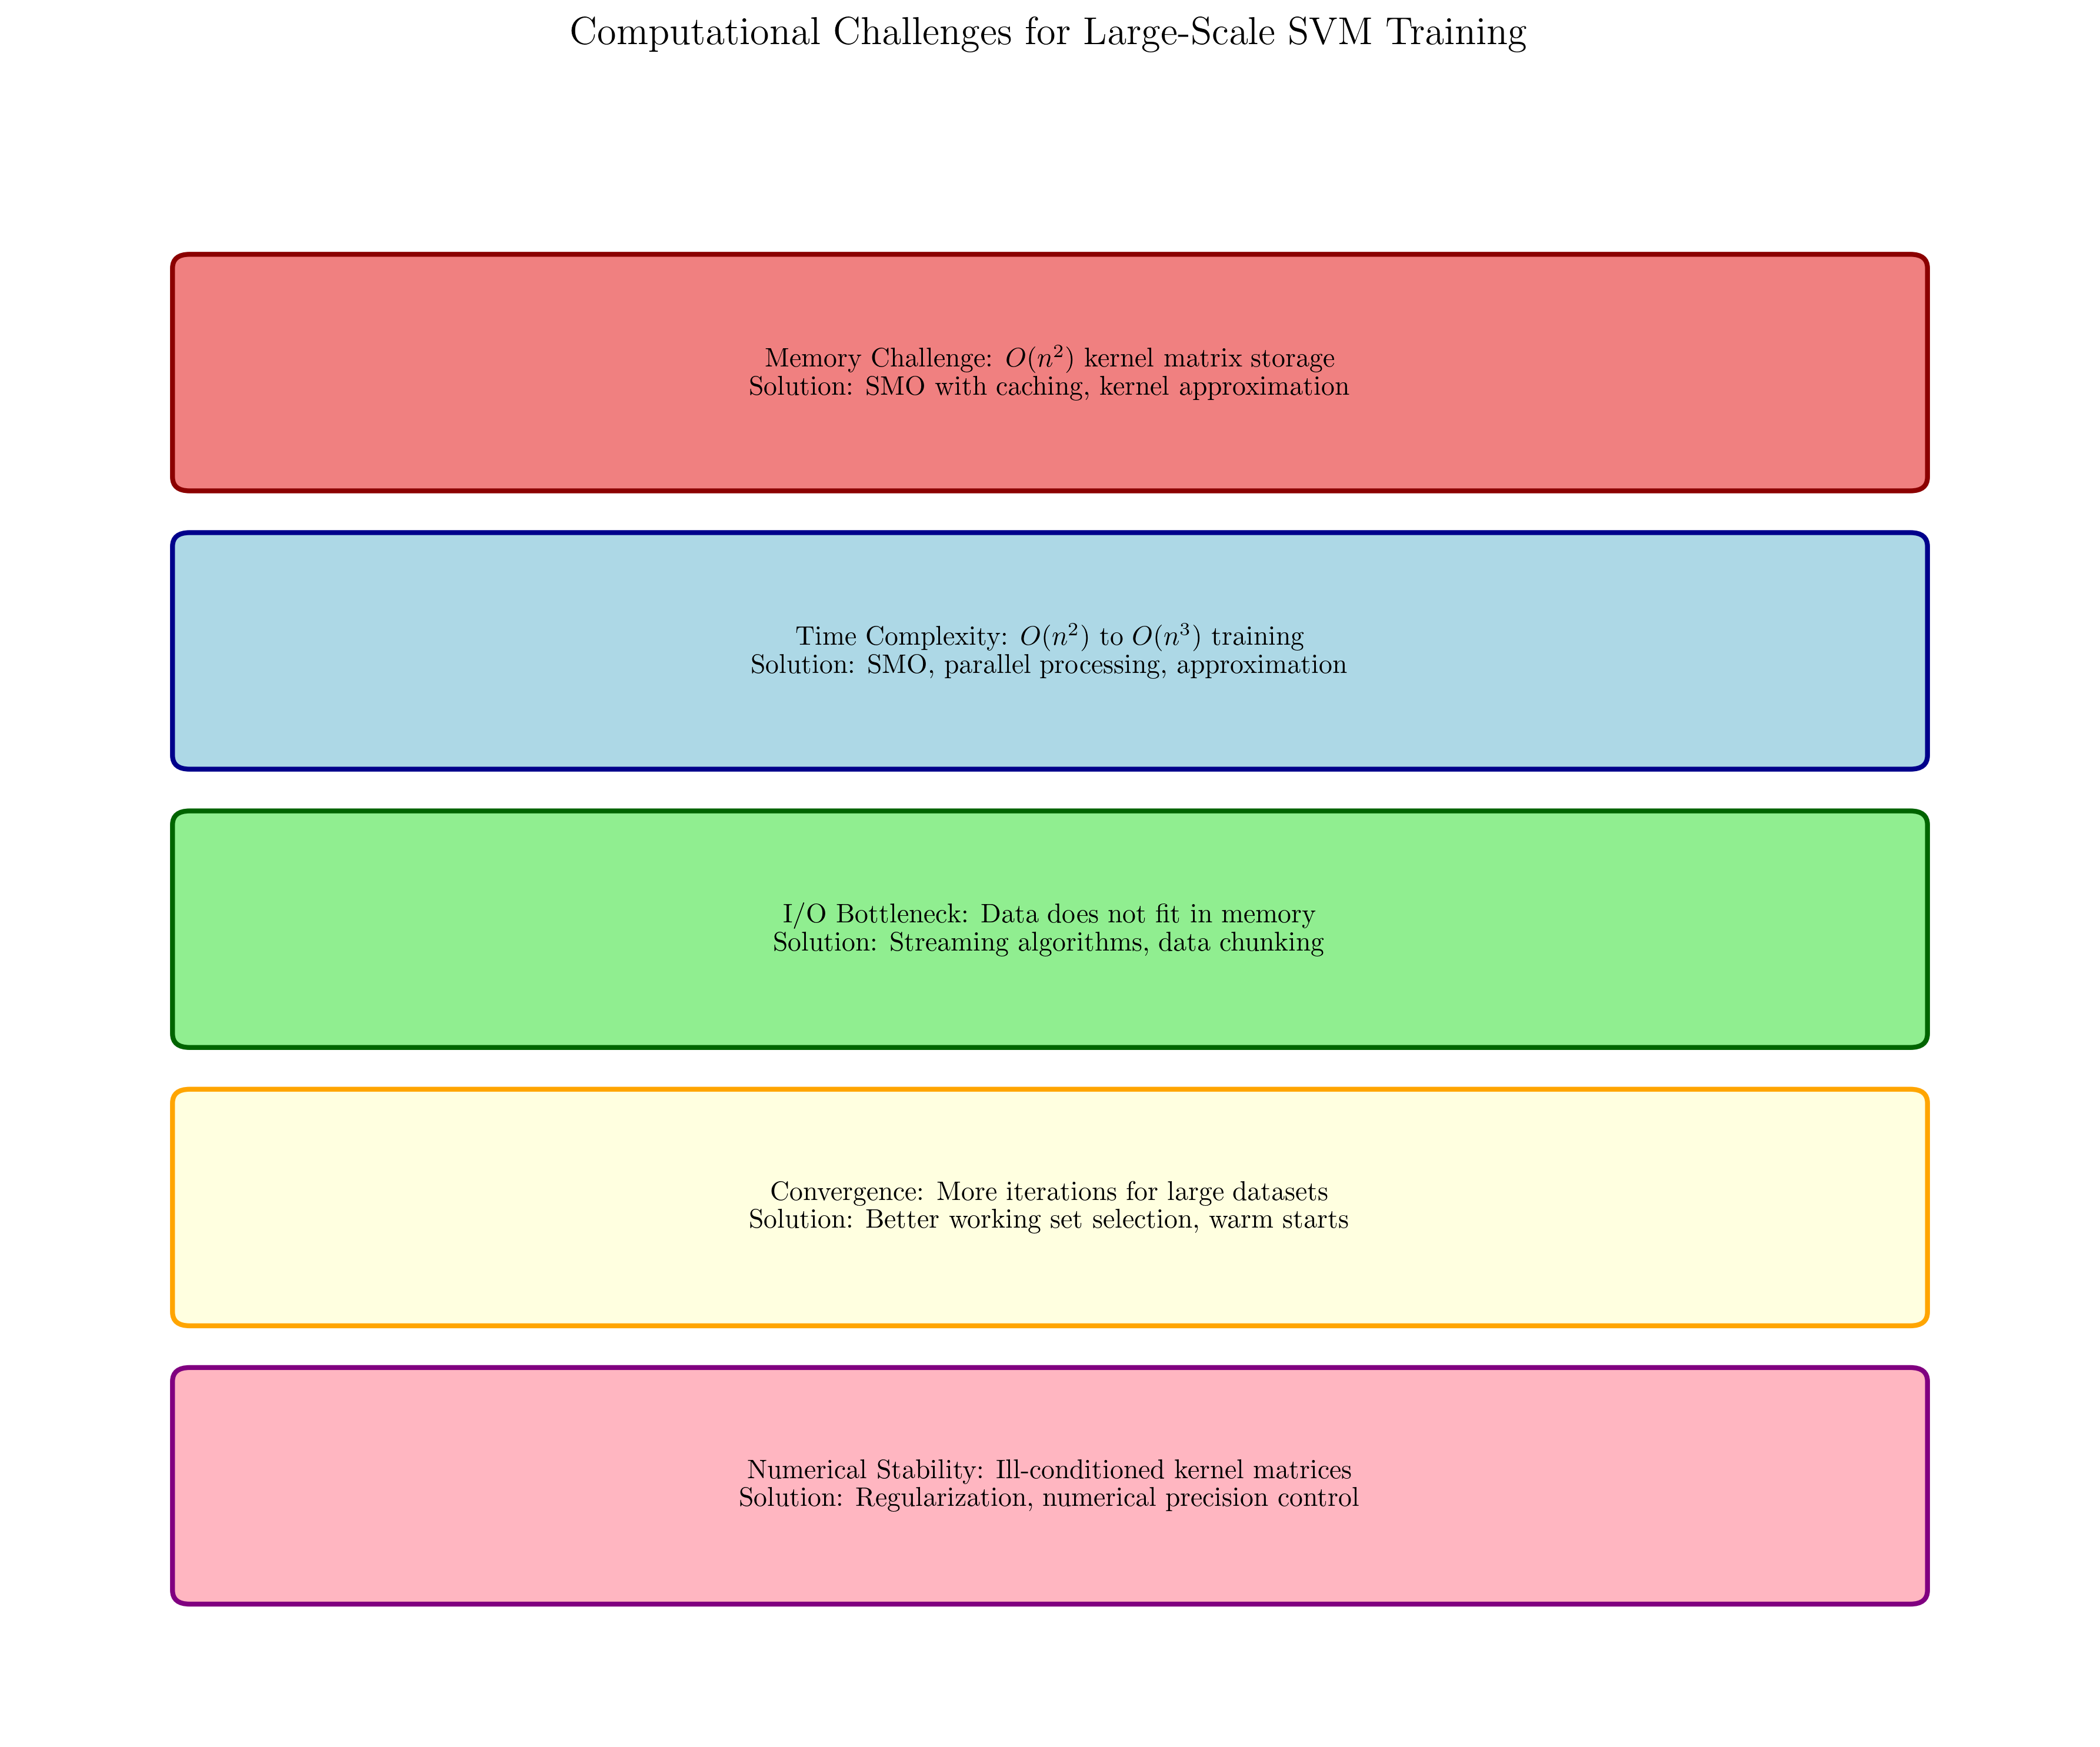 Computational Challenges for Large-Scale SVM Training
Memory Challenge: $O(n^2)$ kernel matrix storage
Solution: SMO with caching, kernel approximation
Time Complexity: $O(n^2)$ to $O(n^3)$ training
Solution: SMO, parallel processing, approximation
I/O Bottleneck: Data does not fit in memory
Solution: Streaming algorithms, data chunking
Convergence: More iterations for large datasets
Solution: Better working set selection, warm starts
Numerical Stability: Ill-conditioned kernel matrices
Solution: Regularization, numerical precision control